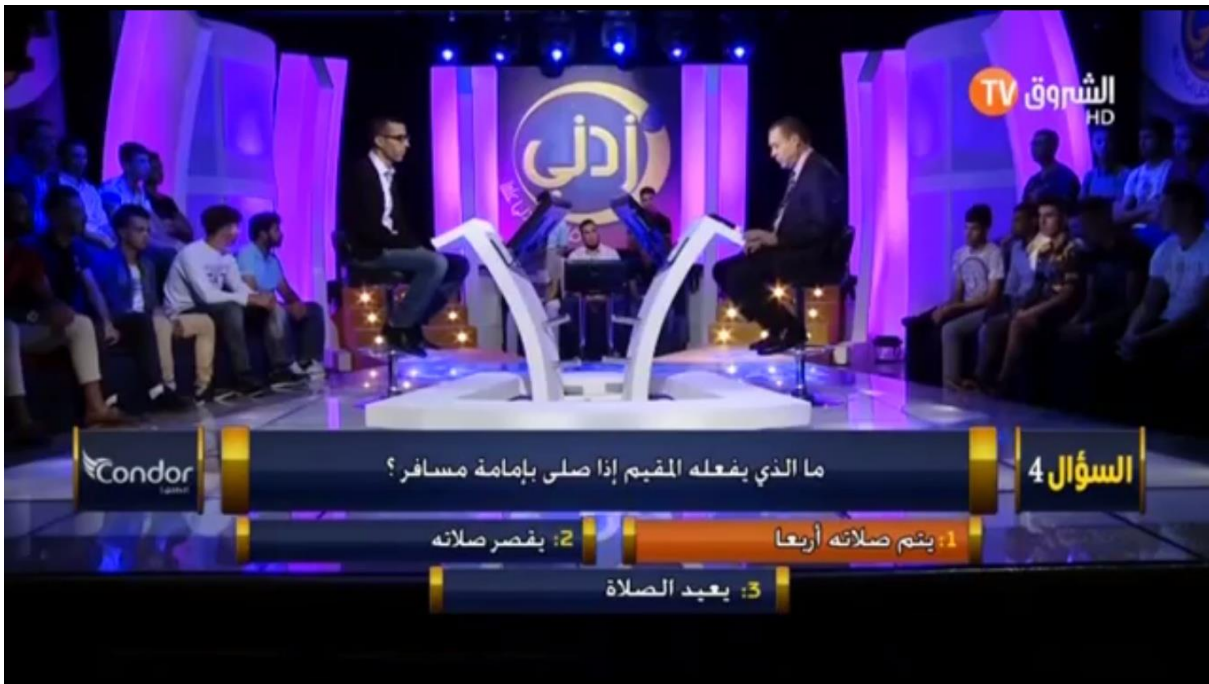 الشروق TV
HD
زدني
السؤال 4
ما الذي يفعله المقيم إذا صلى بإمامة مسافر ؟
Condor
1: يتم صلاته أربعا
2: يقصر صلاته
3: يعيد الصلاة